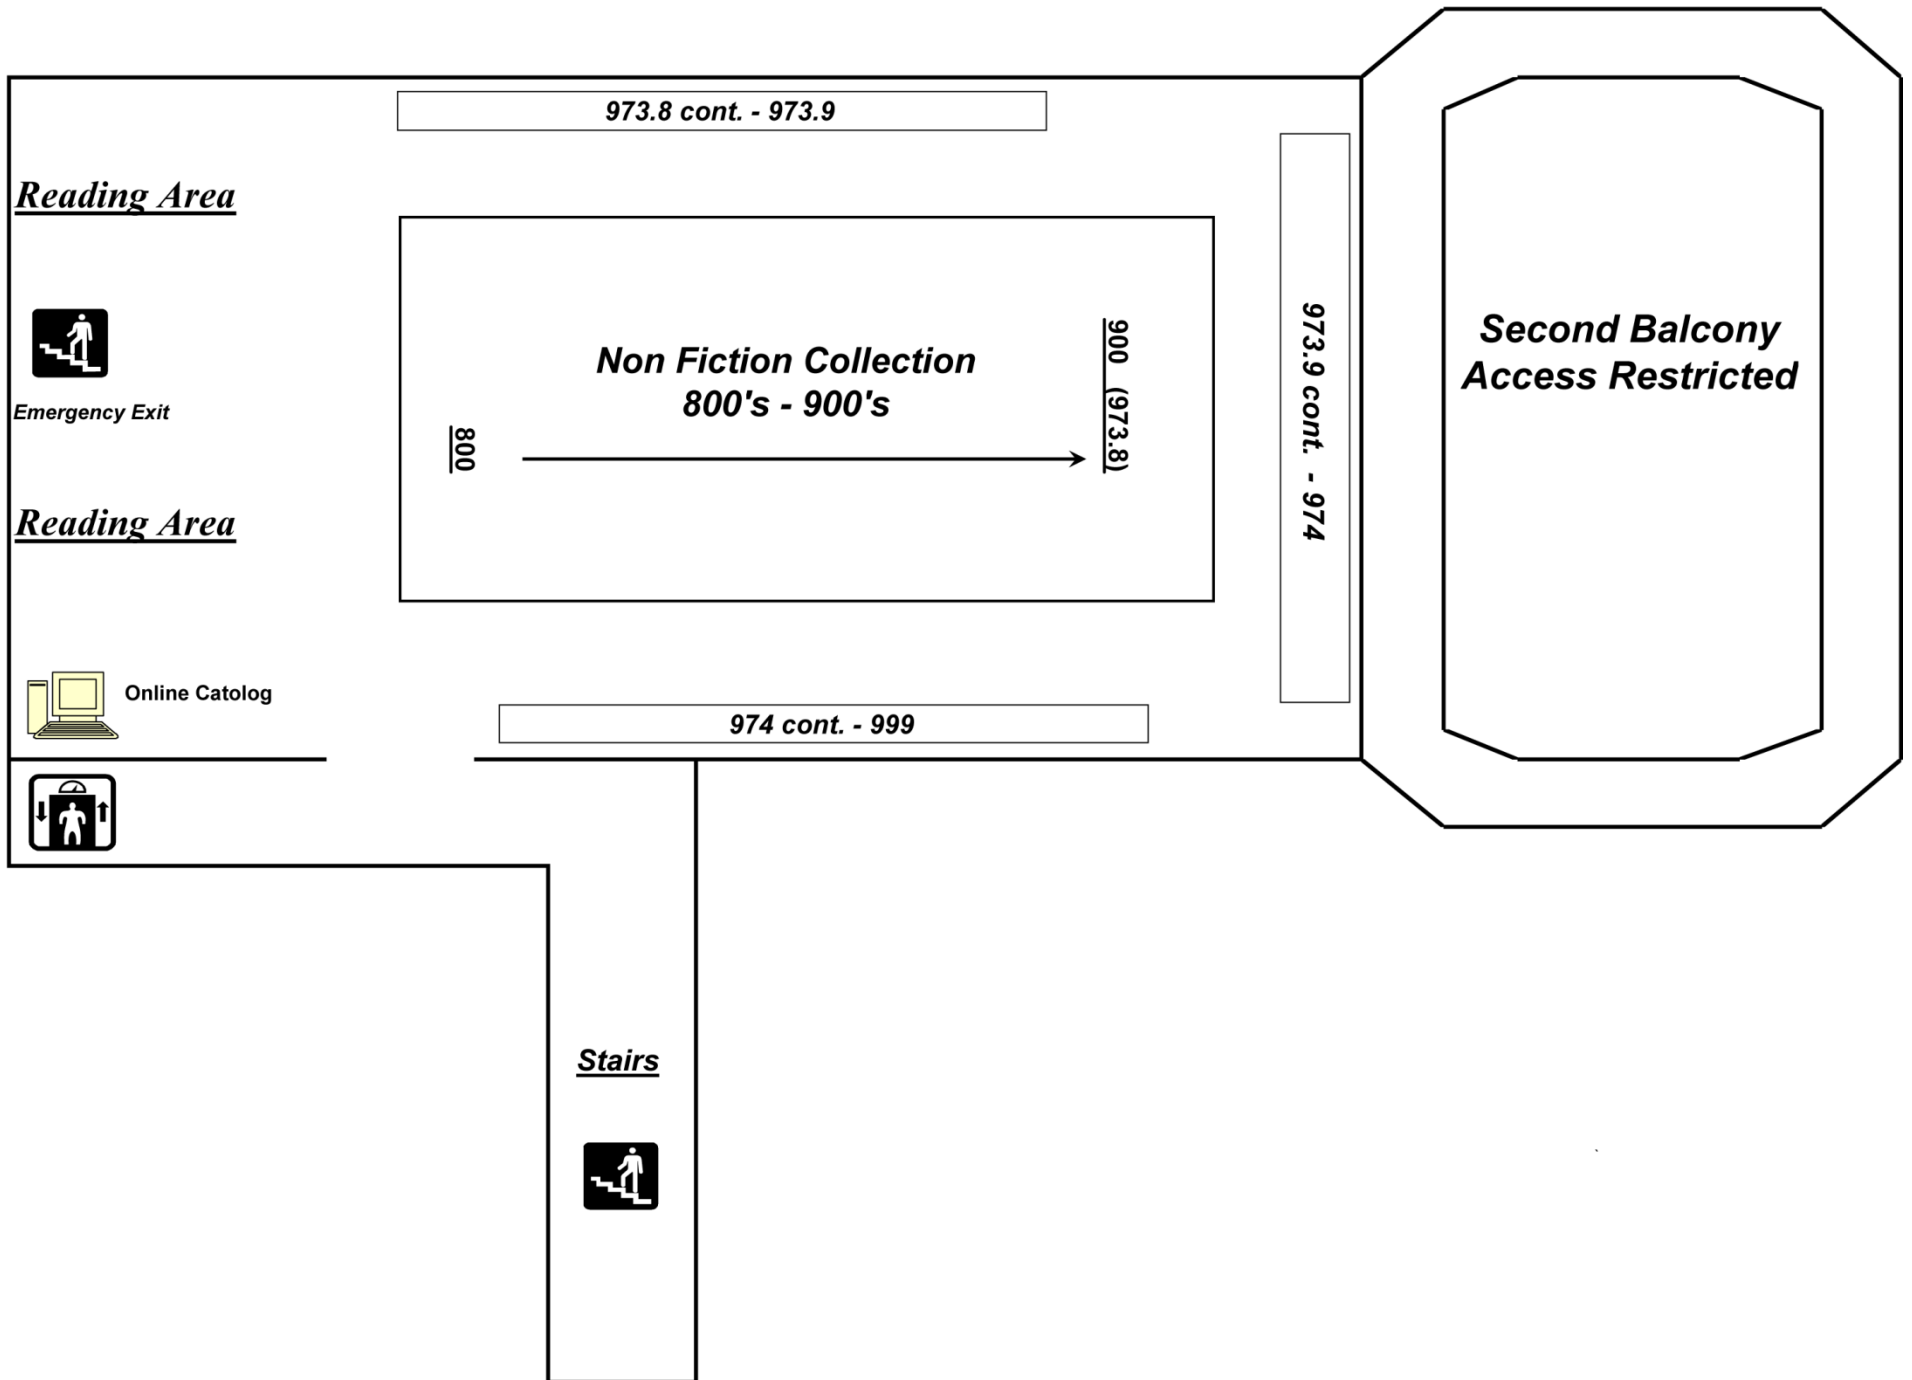 973.8 cont. - 973.9
Reading Area
Non Fiction Collection
800's - 900's
800
900 (973.8)
973.9 cont. - 974
Second Balcony
Access Restricted
Emergency Exit
Reading Area
Online Catolog
974 cont. - 999
Stairs